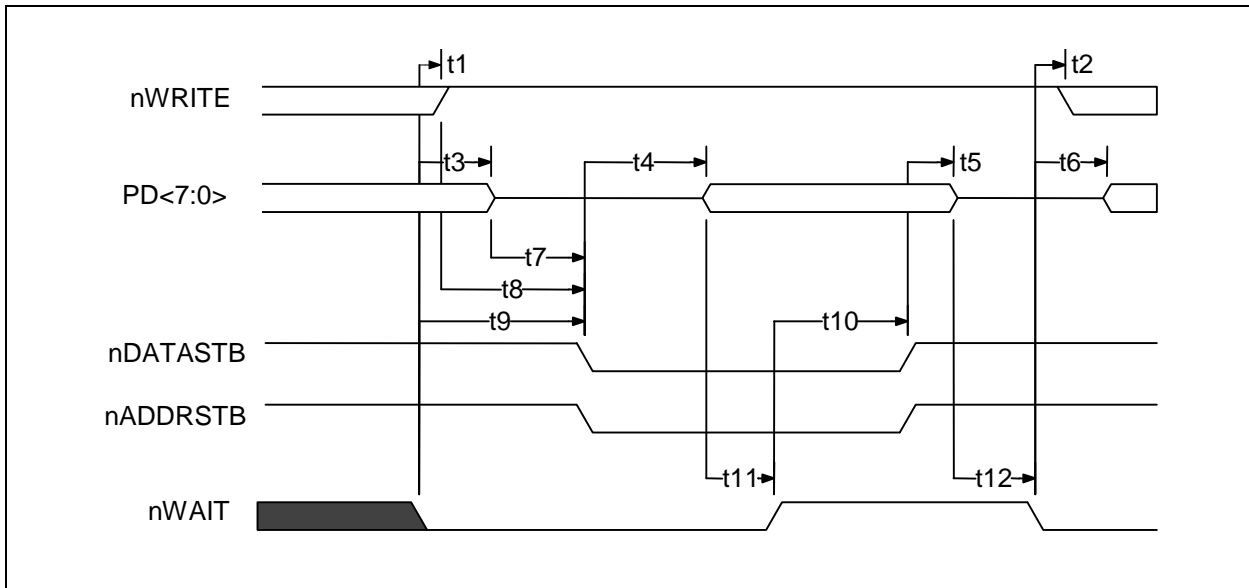 t1
t2
nWRITE
t3
t4
t5
t6
PD<7:0>
t7
t8
t9
t10
nDATASTB
nADDRSTB
t11
t12
nWAIT